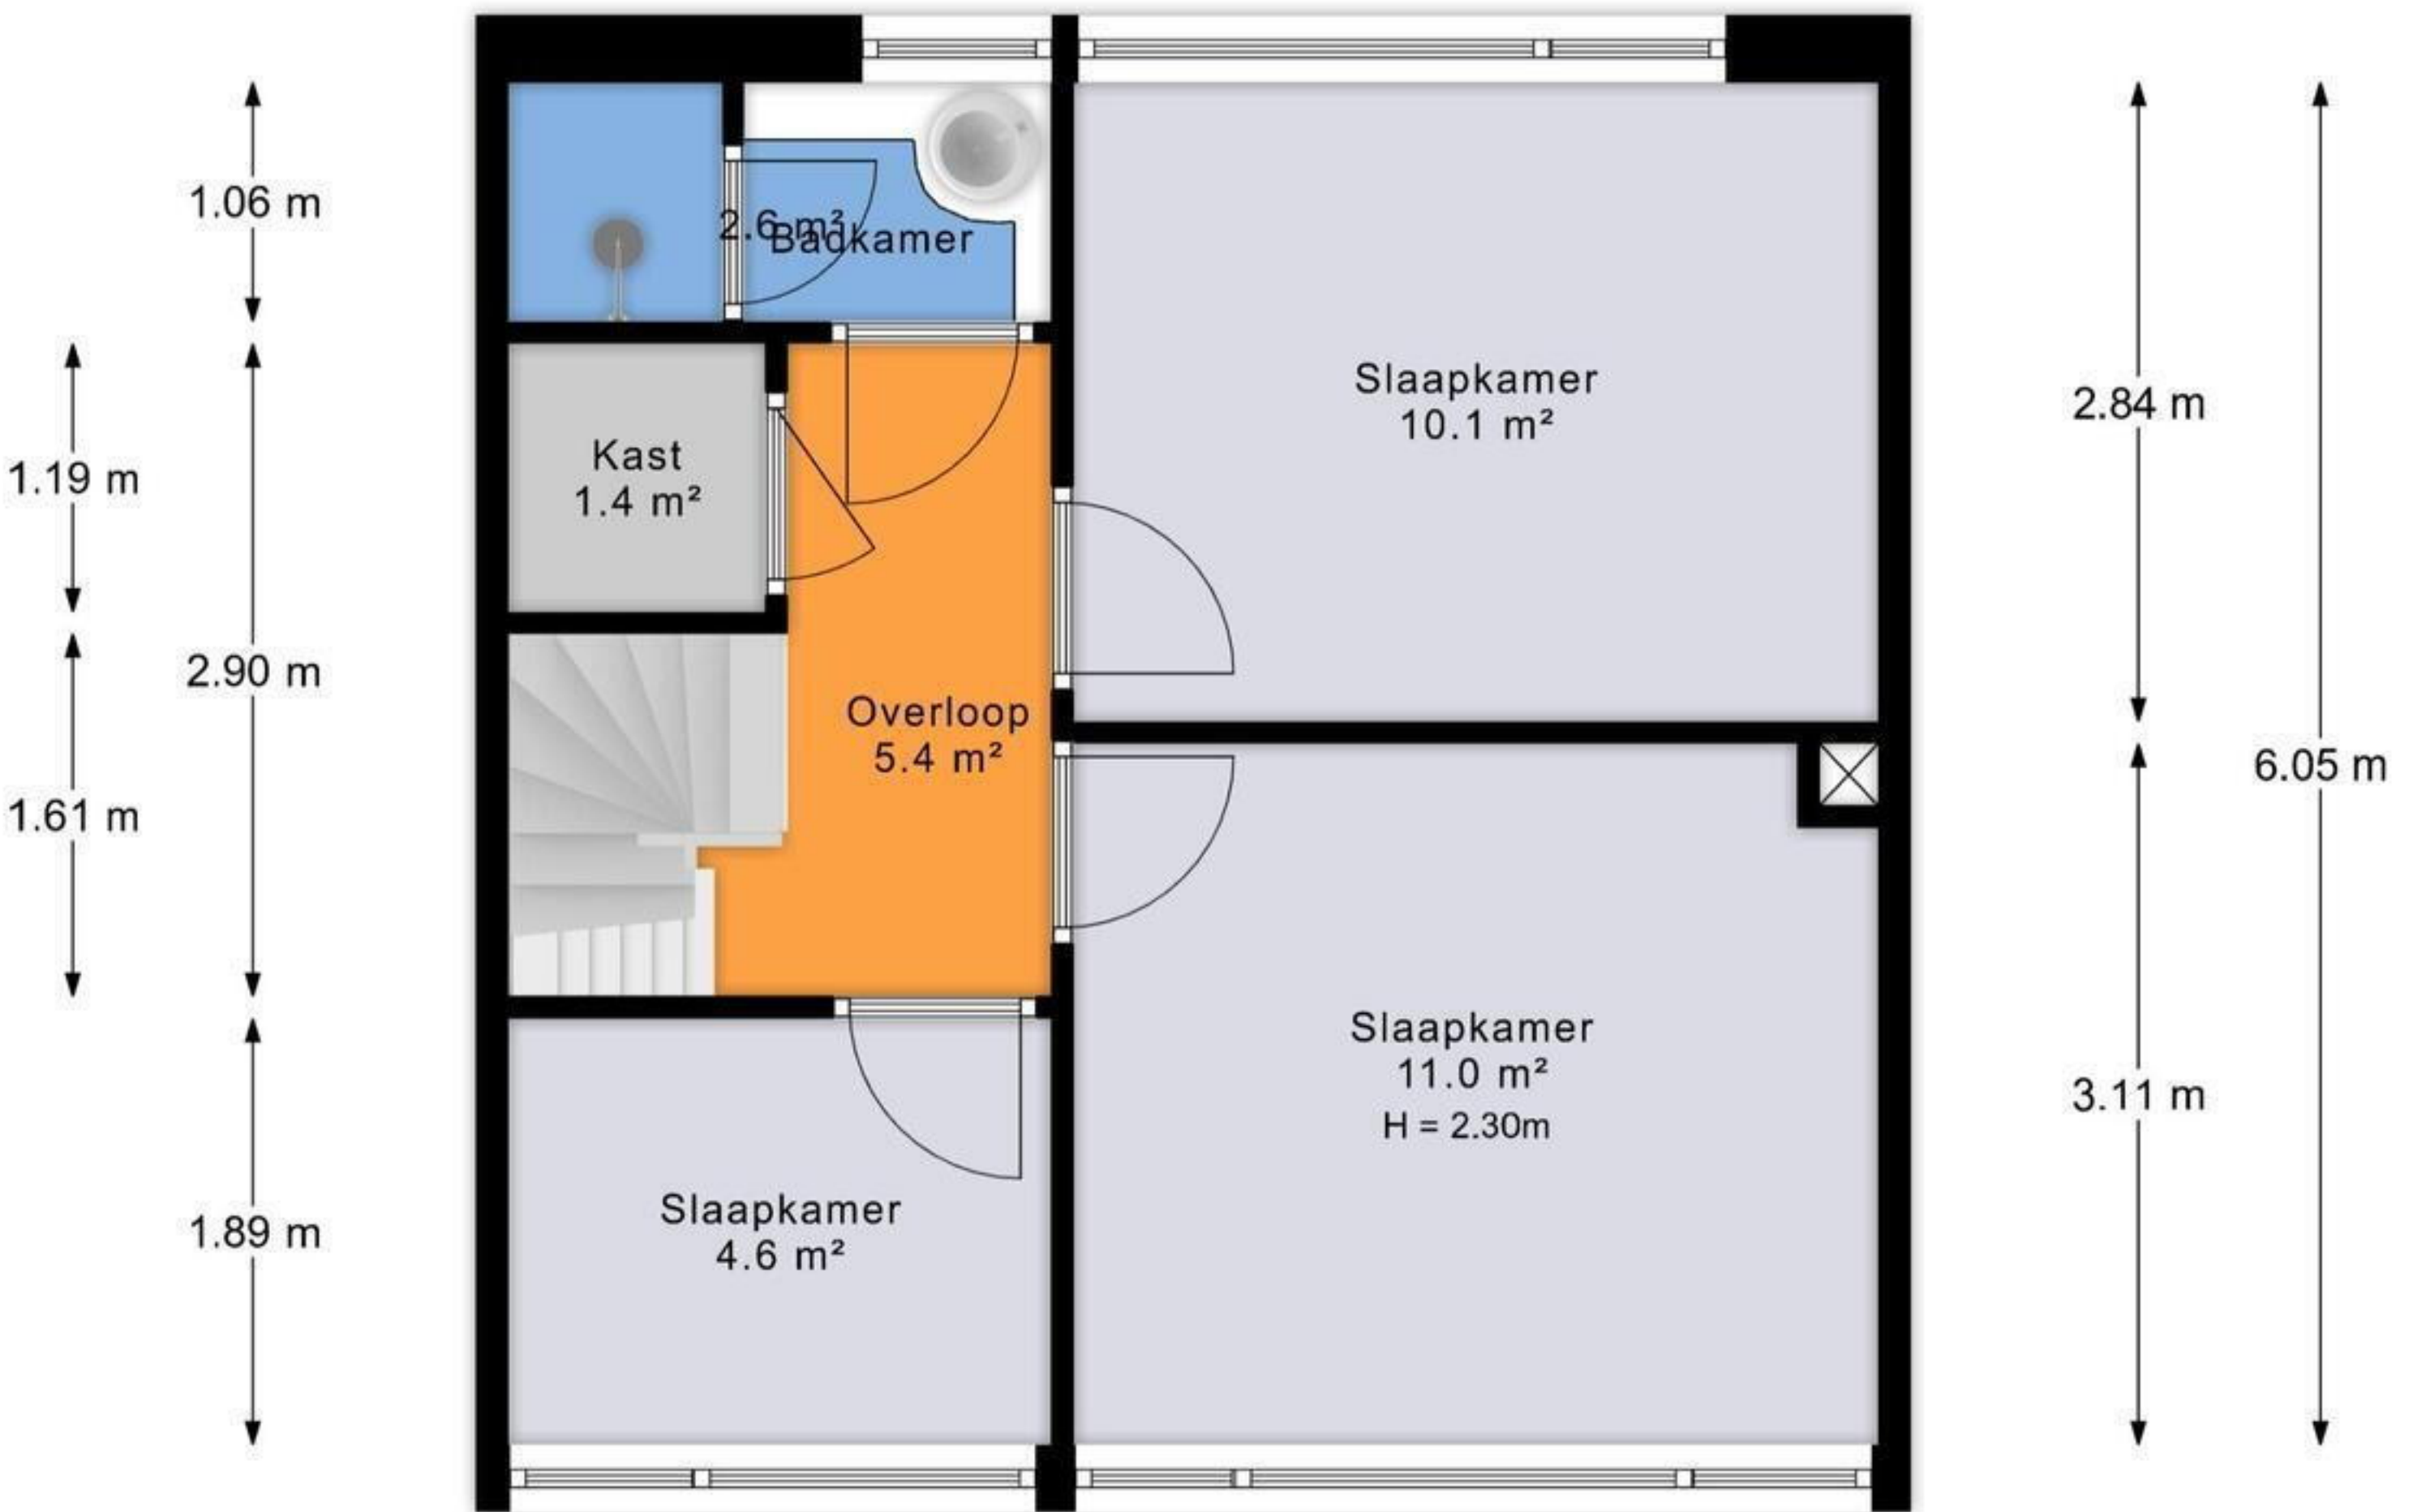 1.06 m
2.6 m²
Badkamer
Slaapkamer
10.1 m²
2.84 m
Kast
1.4 m²
1.19 m
2.90 m
Overloop
5.4 m²
6.05 m
1.61 m
Slaapkamer
11.0 m²
H = 2.30m
3.11 m
Slaapkamer
4.6 m²
1.89 m